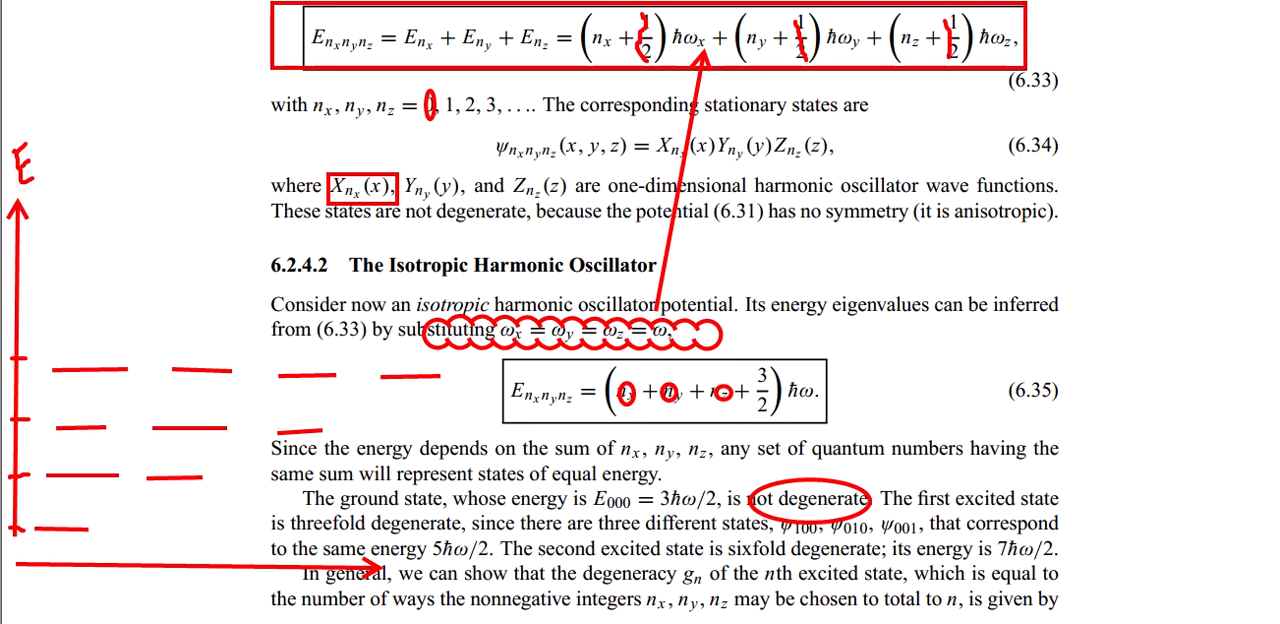 E_{n_x n_y n_z} = E_{n_x} + E_{n_y} + E_{n_z} = (n_x + 1/2) ħω_x + (n_y + 1/2) ħω_y + (n_z + 1/2) ħω_z,
(6.33)
with n_x, n_y, n_z = 0, 1, 2, 3, .... The corresponding stationary states are
ψ_{n_x n_y n_z}(x, y, z) = X_{n_x}(x)Y_{n_y}(y)Z_{n_z}(z), (6.34)
where X_{n_x}(x), Y_{n_y}(y), and Z_{n_z}(z) are one-dimensional harmonic oscillator wave functions.
These states are not degenerate, because the potential (6.31) has no symmetry (it is anisotropic).
E
6.2.4.2 The Isotropic Harmonic Oscillator
Consider now an isotropic harmonic oscillator potential. Its energy eigenvalues can be inferred
from (6.33) by substituting ω_x = ω_y = ω_z = ω,
E_{n_x n_y n_z} = (n_x + n_y + n_z + 3/2) ħω. (6.35)
Since the energy depends on the sum of n_x, n_y, n_z, any set of quantum numbers having the
same sum will represent states of equal energy.
The ground state, whose energy is E_{000} = 3ħω/2, is not degenerate. The first excited state
is threefold degenerate, since there are three different states, ψ_{100}, ψ_{010}, ψ_{001}, that correspond
to the same energy 5ħω/2. The second excited state is sixfold degenerate; its energy is 7ħω/2.
In general, we can show that the degeneracy g_n of the nth excited state, which is equal to
the number of ways the nonnegative integers n_x, n_y, n_z may be chosen to total to n, is given by